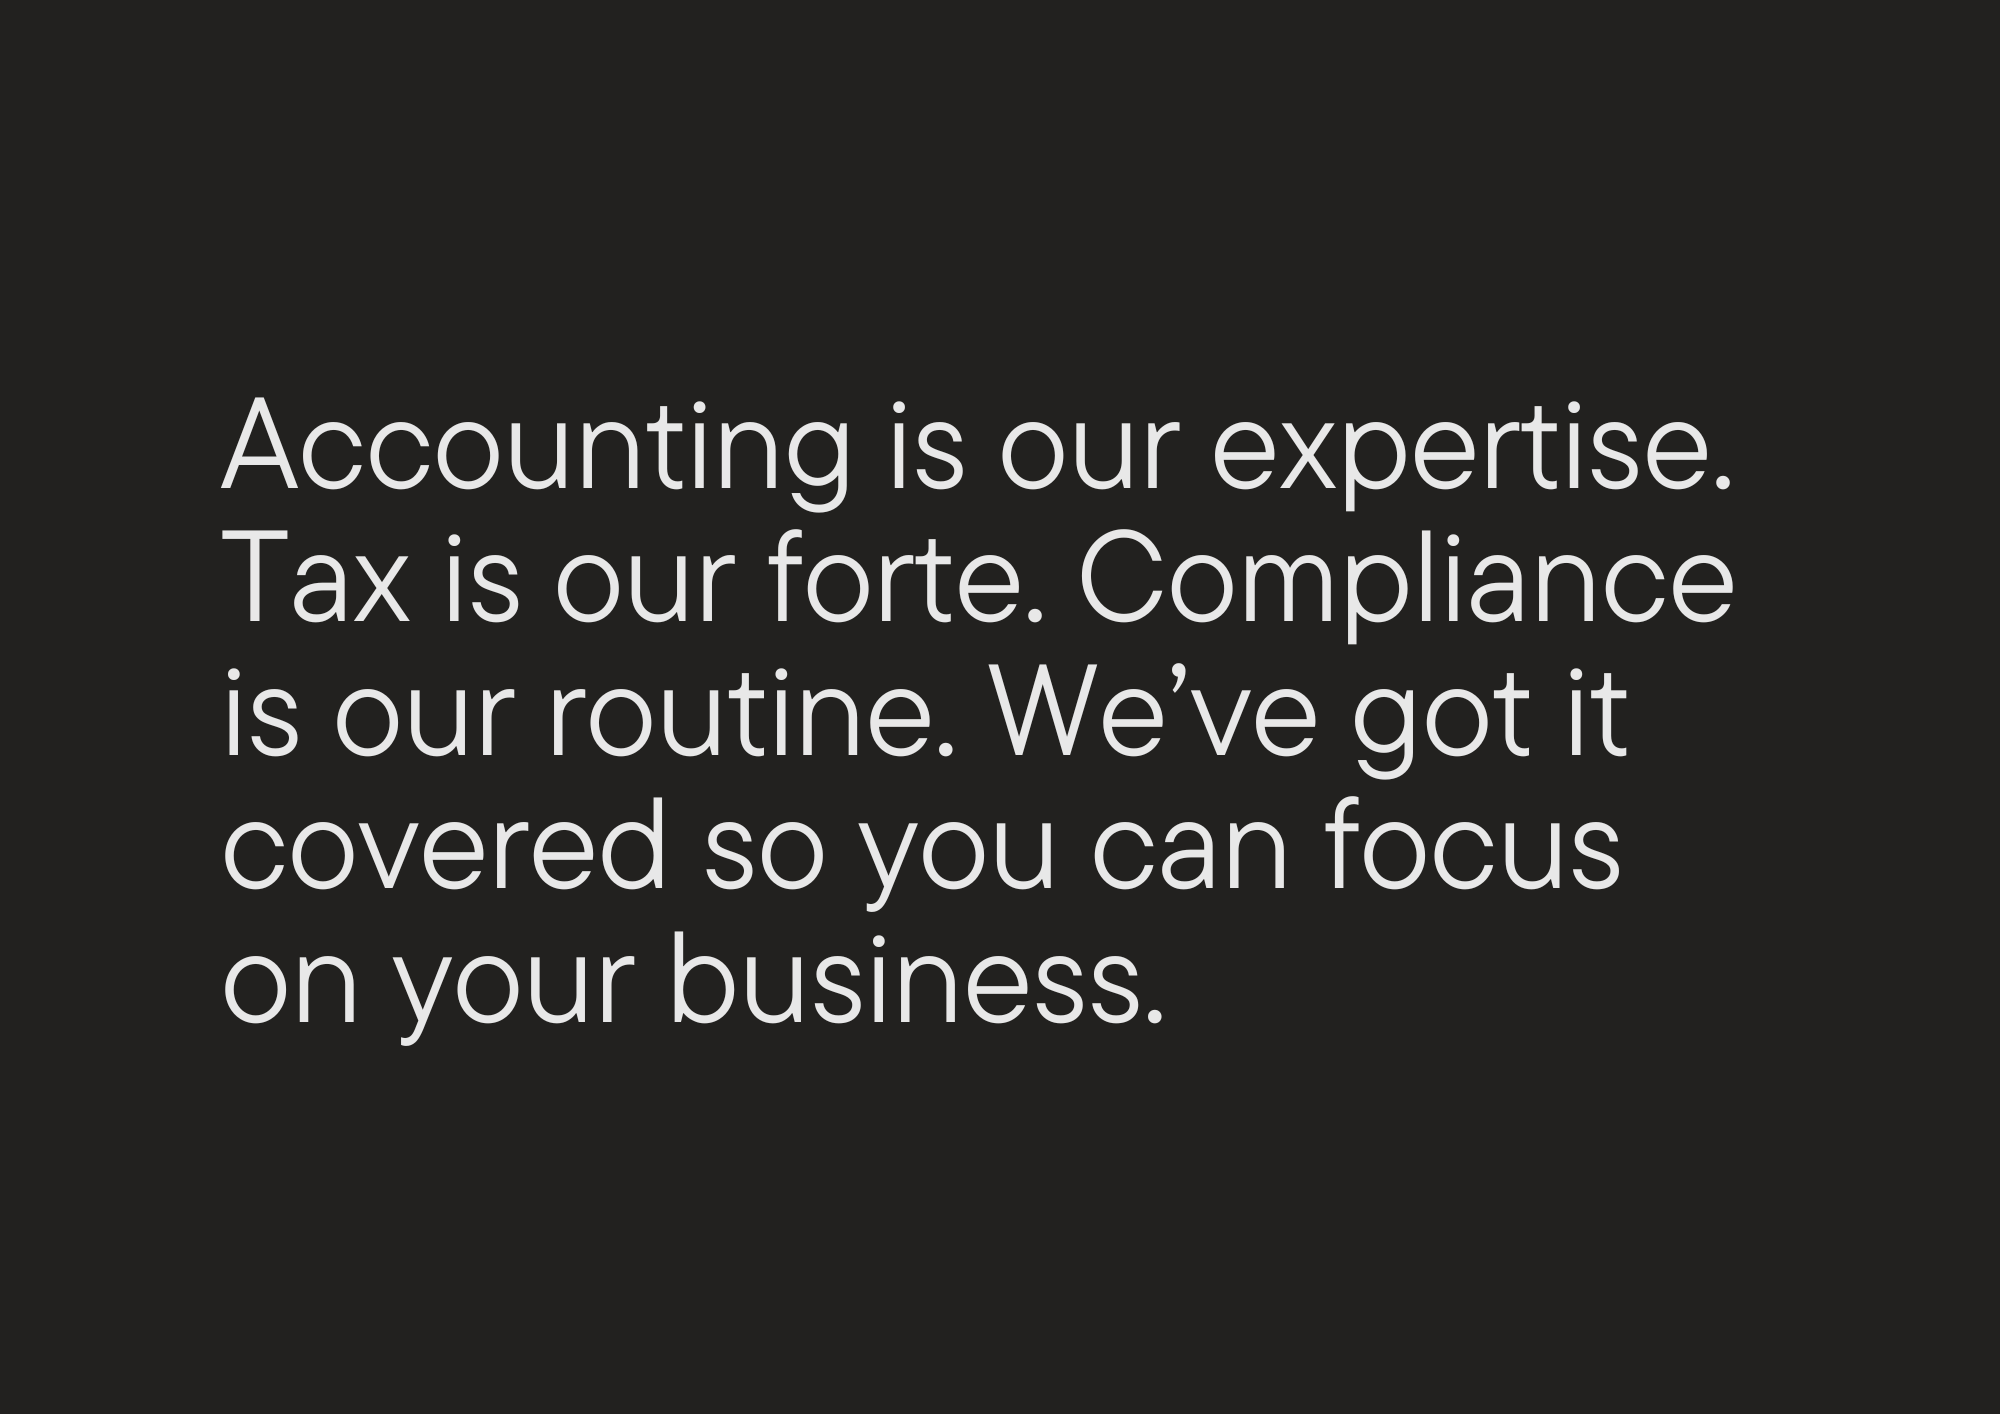 Accounting is our expertise.
Tax is our forte. Compliance
is our routine. We’ve got it
covered so you can focus
on your business.